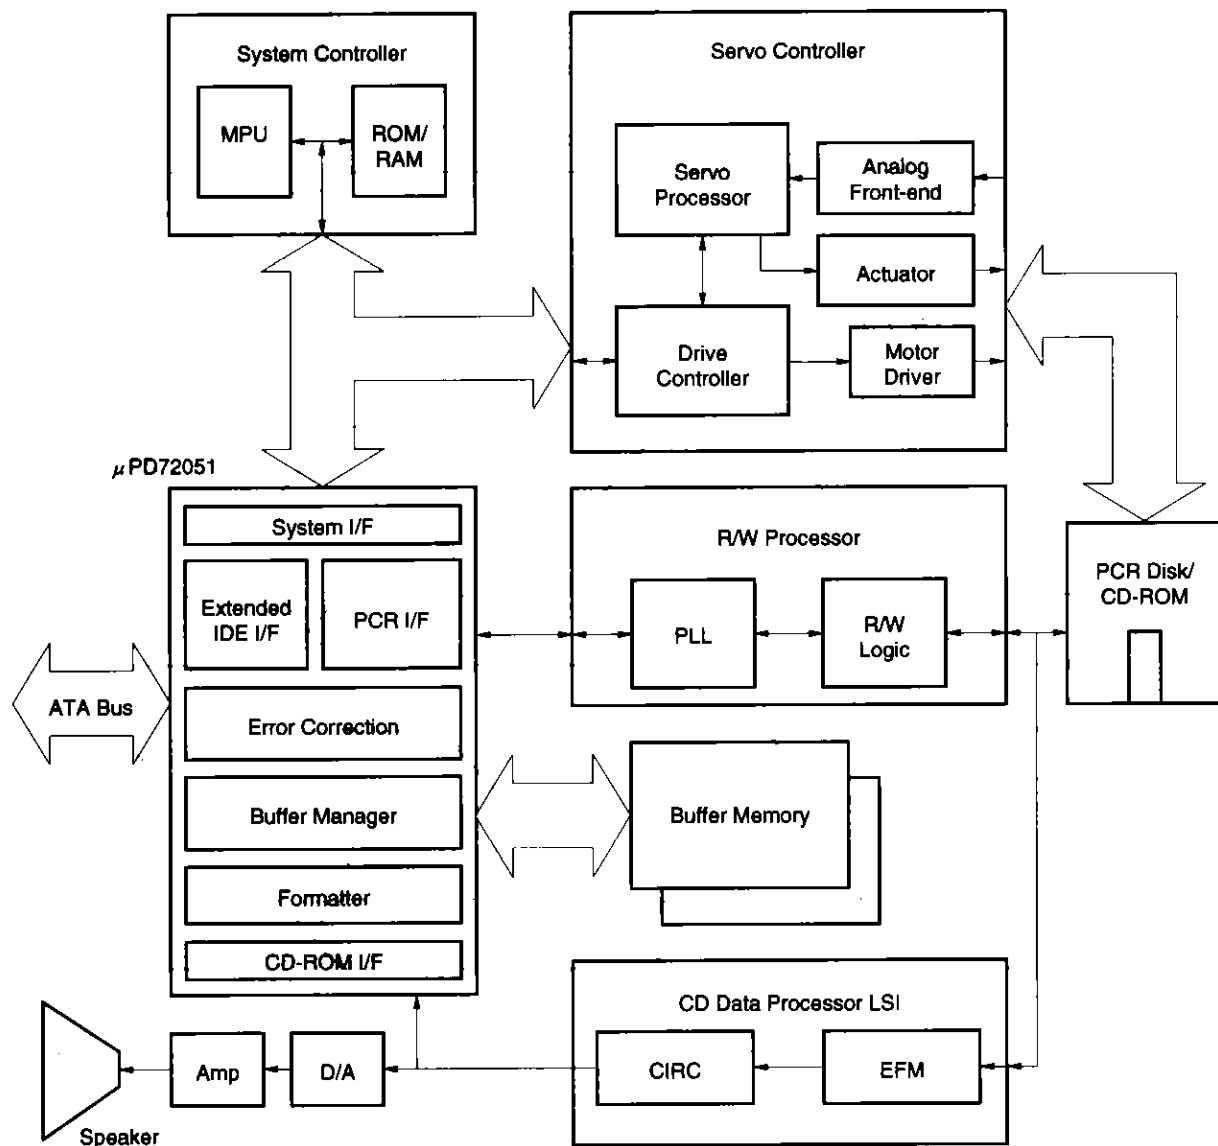 System Controller
MPU
ROM/
RAM
Servo Controller
Servo
Processor
Analog
Front-end
Actuator
Drive
Controller
Motor
Driver
μPD72051
System I/F
Extended
IDE I/F
PCR I/F
Error Correction
Buffer Manager
Formatter
CD-ROM I/F
ATA Bus
R/W Processor
PLL
R/W
Logic
PCR Disk/
CD-ROM
Buffer Memory
CD Data Processor LSI
CIRC
EFM
D/A
Amp
Speaker